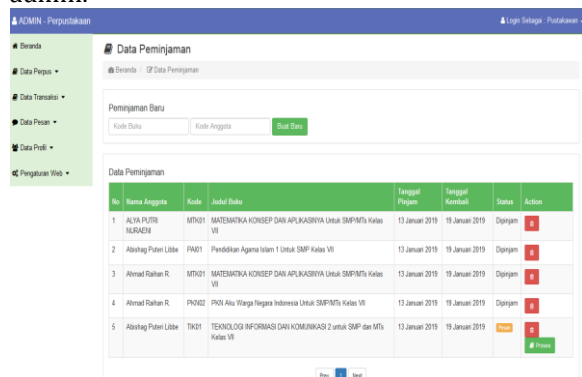 admin.
ADMIN - Perpustakaan
Login Sebagai : Pustakawan
Beranda
Data Perpus
Data Transaksi
Data Pesan
Data Profil
Pengaturan Web
Data Peminjaman
Beranda / Data Peminjaman
Peminjaman Baru
Kode Buku Kode Anggota Buat Baru
Data Peminjaman
No Nama Anggota Kode Judul Buku Tanggal Pinjam Tanggal Kembali Status Action
1 ALYA PUTRI NURAENI MTK01 MATEMATIKA KONSEP DAN APLIKASINYA Untuk SMP/MTs Kelas VII 13 Januari 2019 19 Januari 2019 Dipinjam
2 Abishag Puteri Libbe PAI01 Pendidikan Agama Islam 1 Untuk SMP Kelas VII 13 Januari 2019 19 Januari 2019 Dipinjam
3 Ahmad Raihan R. MTK01 MATEMATIKA KONSEP DAN APLIKASINYA Untuk SMP/MTs Kelas VII 13 Januari 2019 19 Januari 2019 Dipinjam
4 Ahmad Raihan R. PKN02 PKN Aku Warga Negara Indonesia Untuk SMP/MTs Kelas VII 13 Januari 2019 19 Januari 2019 Dipinjam
5 Abishag Puteri Libbe TIK01 TEKNOLOGI INFORMASI DAN KOMUNIKASI 2 untuk SMP dan MTs Kelas VII 13 Januari 2019 19 Januari 2019 Pesan
Proses
Prev 1 Next